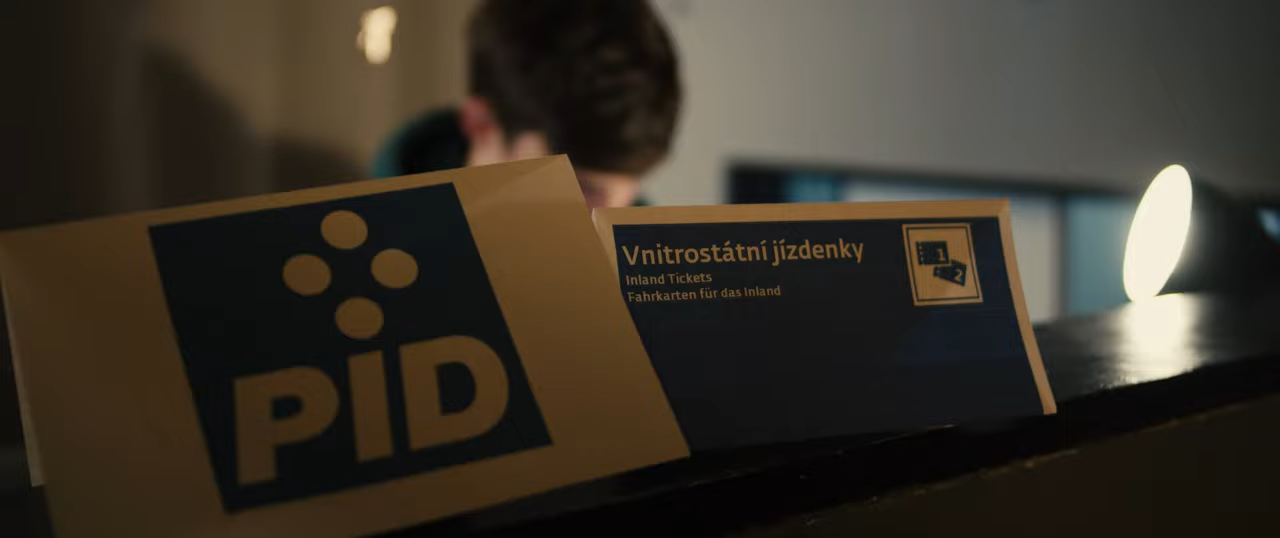 PID
Vnitrostátní jízdenky
Inland Tickets
Fahrkarten für das Inland
1
2